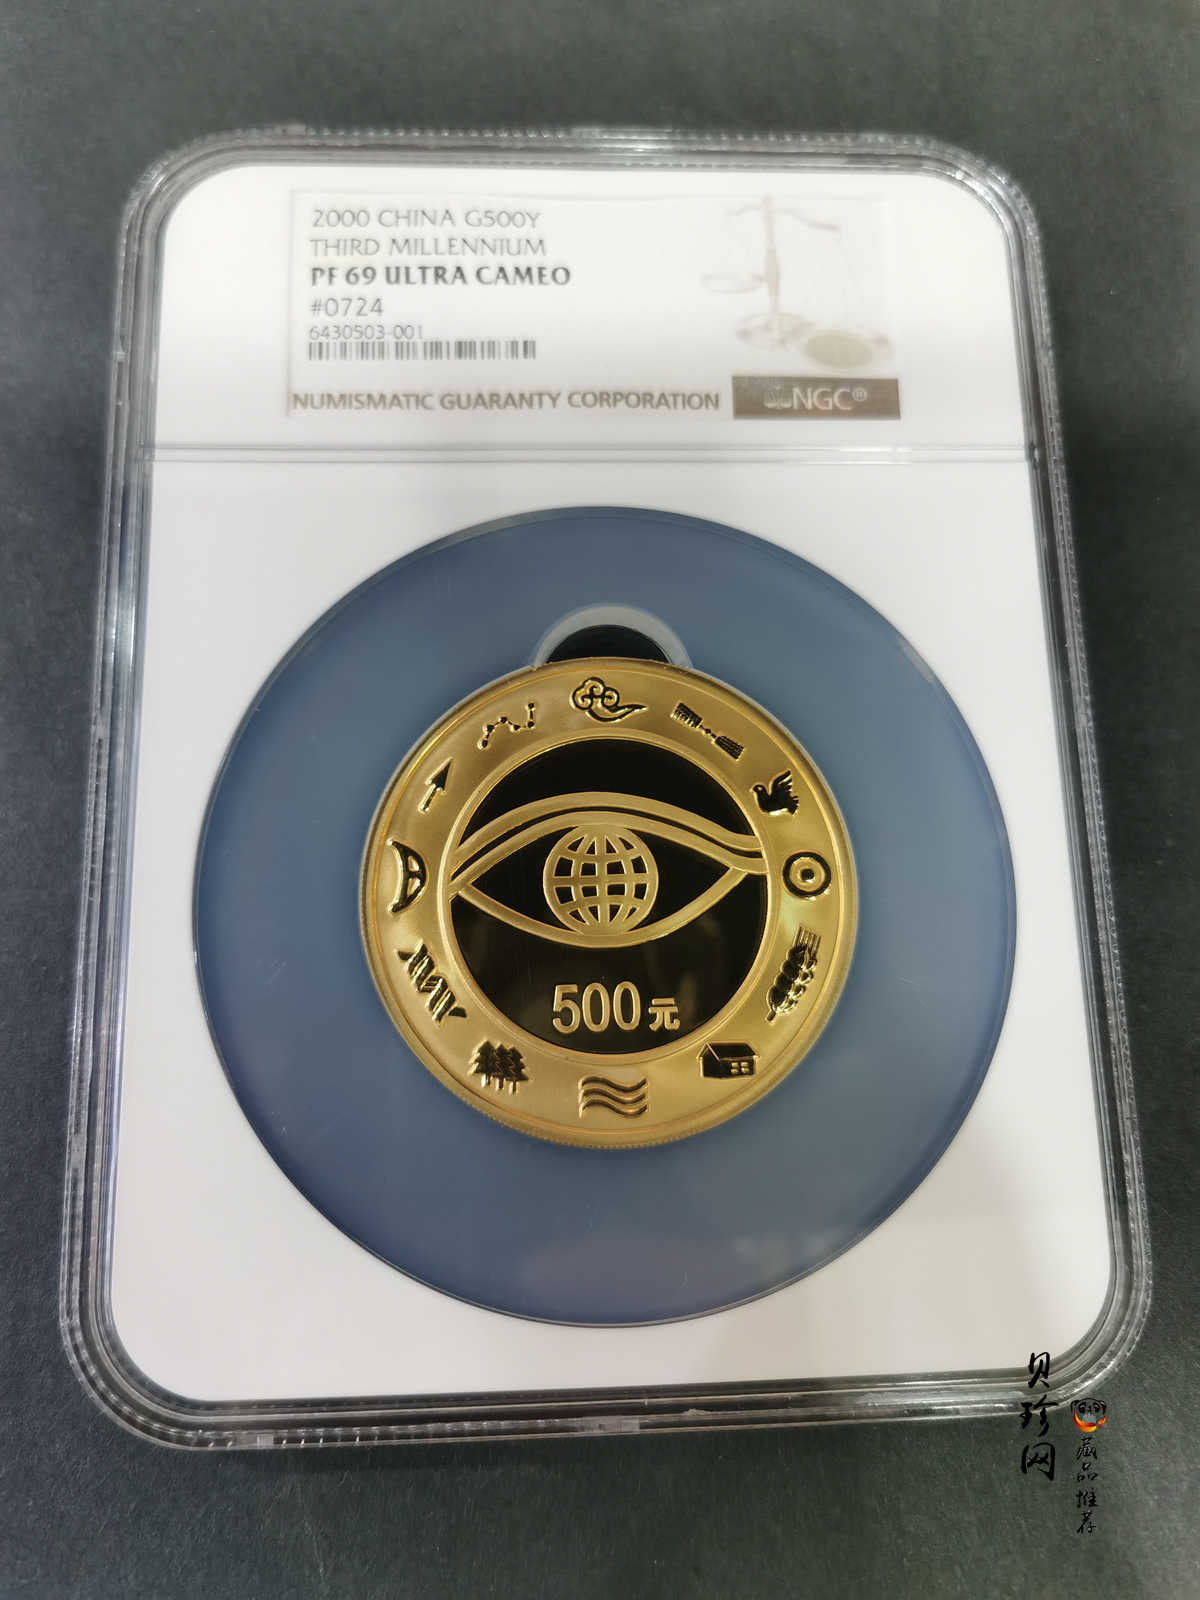 2000 CHINA G500Y
THIRD MILLENNIUM
PF 69 ULTRA CAMEO
#0724
6430503-001
NUMISMATIC GUARANTY CORPORATION
NGC®
500元
贝珍网
藏品推荐